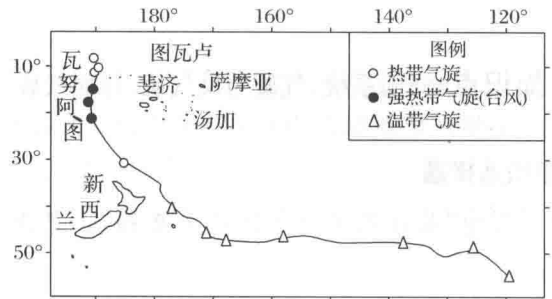 180° 160° 140° 120°
图瓦卢
10°
30°
50°
瓦努阿图
斐济
萨摩亚
汤加
新西兰
图例
热带气旋
强热带气旋(台风)
温带气旋